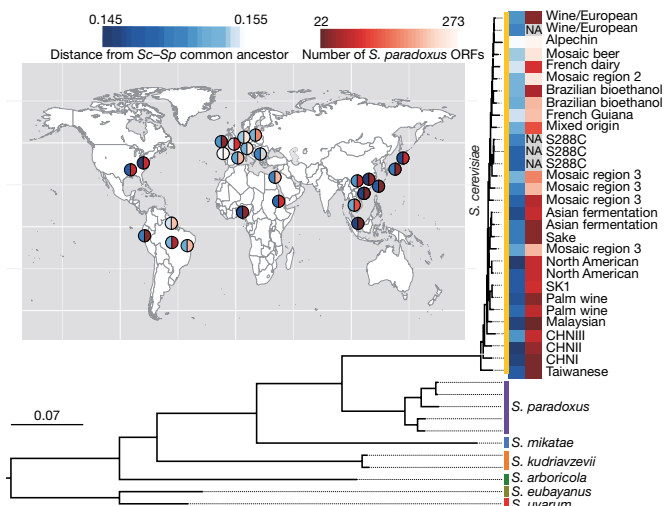 0.145 0.155
Distance from Sc–Sp common ancestor
22 273
Number of S. paradoxus ORFs
S. cerevisiae
Wine/European
NA Wine/European
Alpechin
Mosaic beer
French dairy
Mosaic region 2
Brazilian bioethanol
Brazilian bioethanol
French Guiana
Mixed origin
NA S288C
NA S288C
NA S288C
Mosaic region 3
Mosaic region 3
Mosaic region 3
Asian fermentation
Asian fermentation
Sake
Mosaic region 3
North American
North American
SK1
Palm wine
Palm wine
Malaysian
CHNIII
CHNII
CHNI
Taiwanese
0.07
S. paradoxus
S. mikatae
S. kudriavzevii
S. arboricola
S. eubayanus
S. uvarum